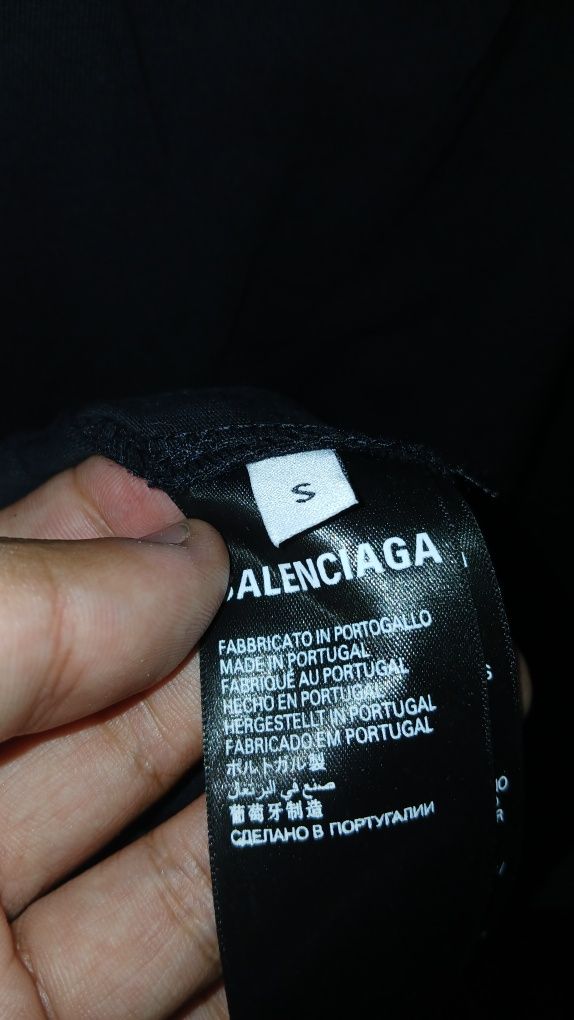 S
BALENCIAGA
FABBRICATO IN PORTOGALLO
MADE IN PORTUGAL
FABRIQUÉ AU PORTUGAL
HECHO EN PORTUGAL
HERGESTELLT IN PORTUGAL
FABRICADO EM PORTUGAL
ポルトガル製
صنع في البرتغال
葡萄牙制造
СДЕЛАНО В ПОРТУГАЛИИ